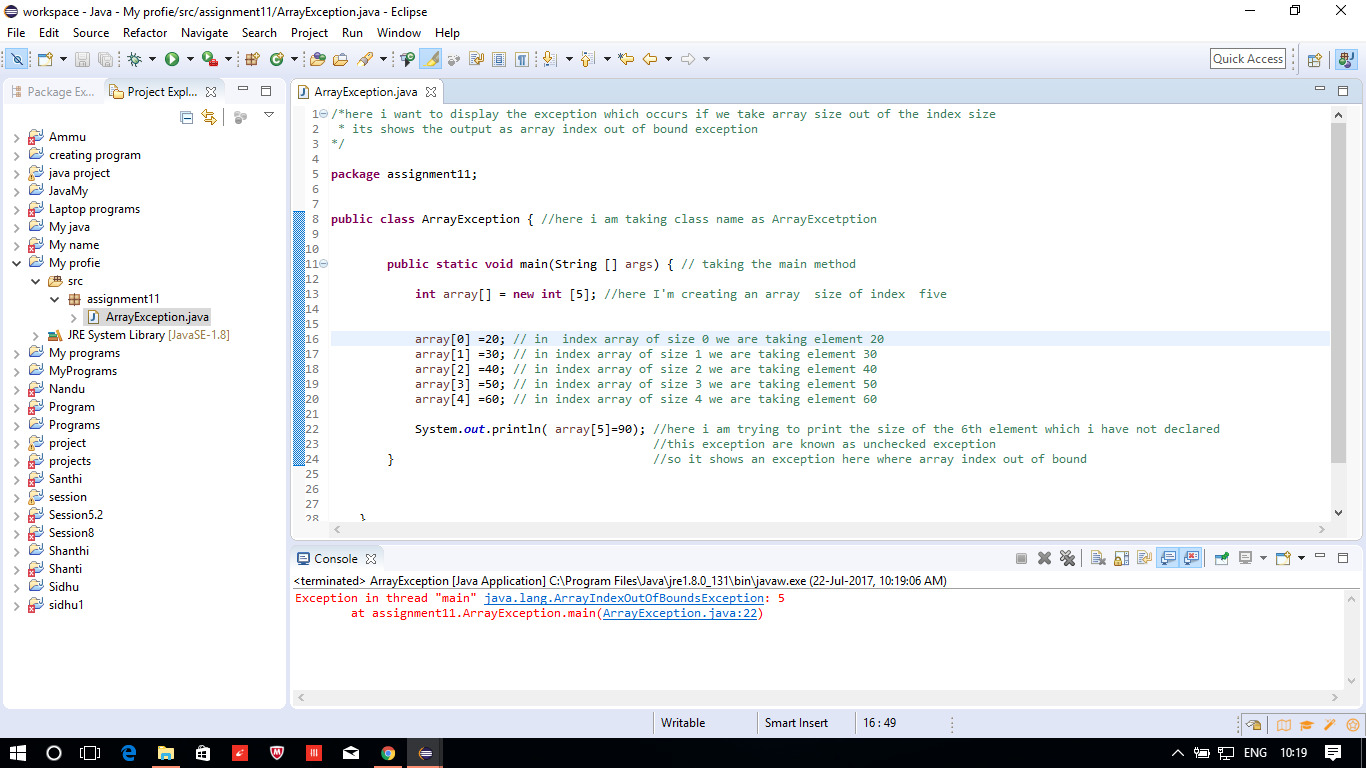 workspace - Java - My profie/src/assignment11/ArrayException.java - Eclipse
File Edit Source Refactor Navigate Search Project Run Window Help
Quick Access
Package Ex... Project Expl...
Ammu
creating program
java project
JavaMy
Laptop programs
My java
My name
My profie
src
assignment11
ArrayException.java
JRE System Library [JavaSE-1.8]
My programs
MyPrograms
Nandu
Program
Programs
project
projects
Santhi
session
Session5.2
Session8
Shanthi
Shanti
Sidhu
sidhu1
ArrayException.java
1 /*here i want to display the exception which occurs if we take array size out of the index size
2 * its shows the output as array index out of bound exception
3 */
4
5 package assignment11;
6
7
8 public class ArrayException { //here i am taking class name as ArrayExcetption
9
10
11 public static void main(String [] args) { // taking the main method
12
13 int array[] = new int [5]; //here I'm creating an array  size of index  five
14
15
16 array[0] =20; // in  index array of size 0 we are taking element 20
17 array[1] =30; // in index array of size 1 we are taking element 30
18 array[2] =40; // in index array of size 2 we are taking element 40
19 array[3] =50; // in index array of size 3 we are taking element 50
20 array[4] =60; // in index array of size 4 we are taking element 60
21
22 System.out.println( array[5]=90); //here i am trying to print the size of the 6th element which i have not declared
23 //this exception are known as unchecked exception
24 } //so it shows an exception here where array index out of bound
25
26
27
28 }
Console
<terminated> ArrayException [Java Application] C:\Program Files\Java\jre1.8.0_131\bin\javaw.exe (22-Jul-2017, 10:19:06 AM)
Exception in thread "main" java.lang.ArrayIndexOutOfBoundsException: 5
at assignment11.ArrayException.main(ArrayException.java:22)
Writable Smart Insert 16 : 49
ENG 10:19